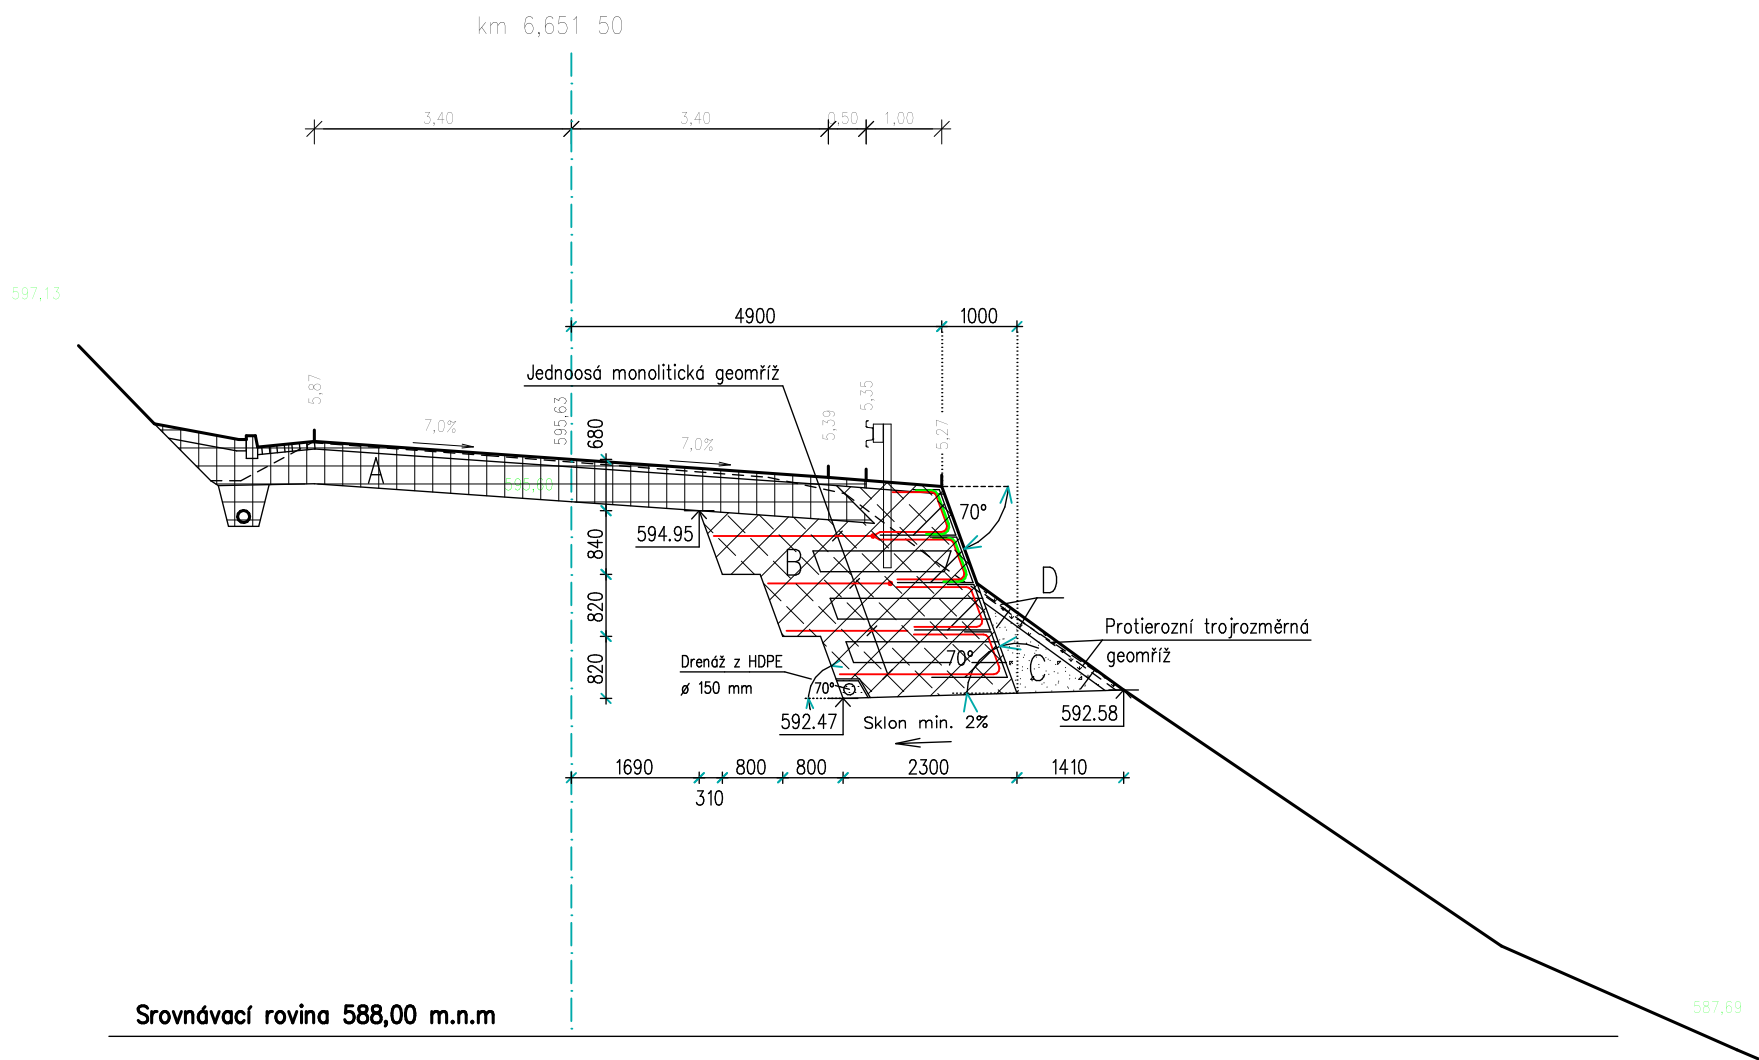 km 6,651 50
3,40
3,40
0,50
1,00
597,13
4900
1000
Jednoosá monolitická geomříž
5,87
595,63
5,39
5,35
5,27
7,0%
7,0%
680
A
595,60
594.95
70°
840
B
D
820
Protierozní trojrozměrná
geomříž
Drenáž z HDPE
ø 150 mm
820
70°
70°
C
592.47
Sklon min. 2%
592.58
1690
310
800
800
2300
1410
Srovnávací rovina 588,00 m.n.m
587,69